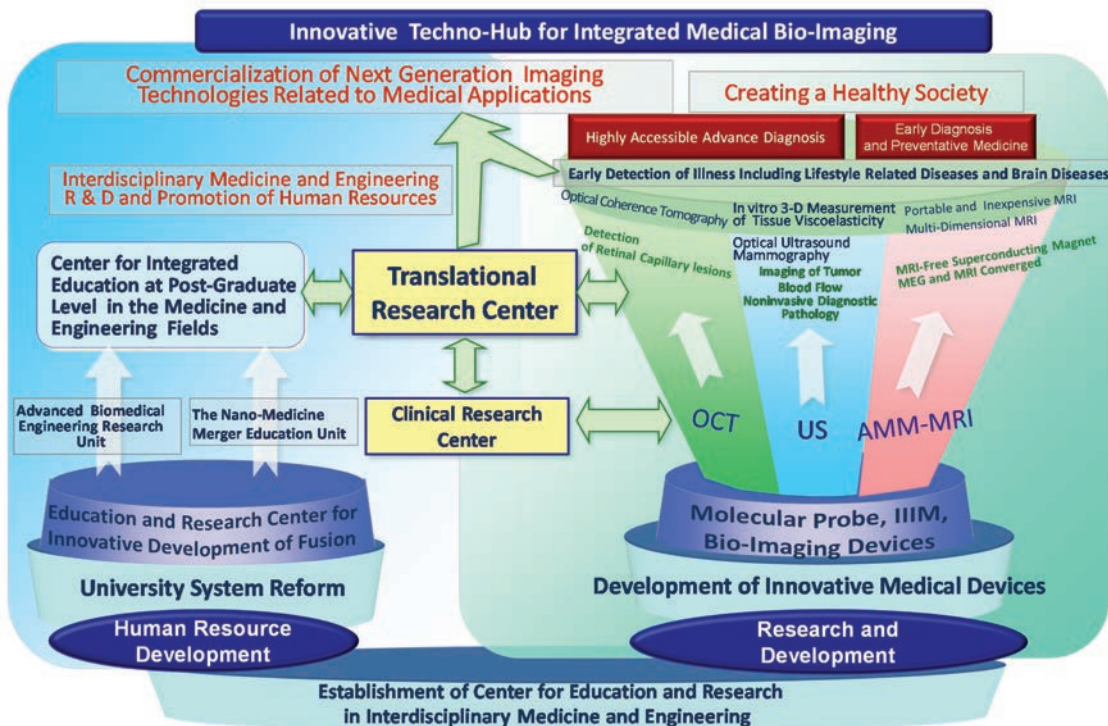 Innovative Techno-Hub for Integrated Medical Bio-Imaging
Commercialization of Next Generation Imaging
Technologies Related to Medical Applications
Creating a Healthy Society
Highly Accessible Advance Diagnosis
Early Diagnosis
and Preventative Medicine
Interdisciplinary Medicine and Engineering
R & D and Promotion of Human Resources
Early Detection of Illness Including Lifestyle Related Diseases and Brain Diseases
Optical Coherence Tomography
In vitro 3-D Measurement
of Tissue Viscoelasticity
Portable and Inexpensive MRI
Multi-Dimensional MRI
Detection
of Retinal Capillary lesions
Optical Ultrasound
Mammography
Imaging of Tumor
Blood Flow
Noninvasive Diagnostic
Pathology
MRI-Free Superconducting Magnet
MEG and MRI Converged
Center for Integrated
Education at Post-Graduate
Level in the Medicine and
Engineering Fields
Translational
Research Center
Advanced Biomedical
Engineering Research
Unit
The Nano-Medicine
Merger Education Unit
Clinical Research
Center
OCT
US
AMM-MRI
Education and Research Center for
Innovative Development of Fusion
Molecular Probe, IIIM,
Bio-Imaging Devices
University System Reform
Development of Innovative Medical Devices
Human Resource
Development
Research and
Development
Establishment of Center for Education and Research
in Interdisciplinary Medicine and Engineering